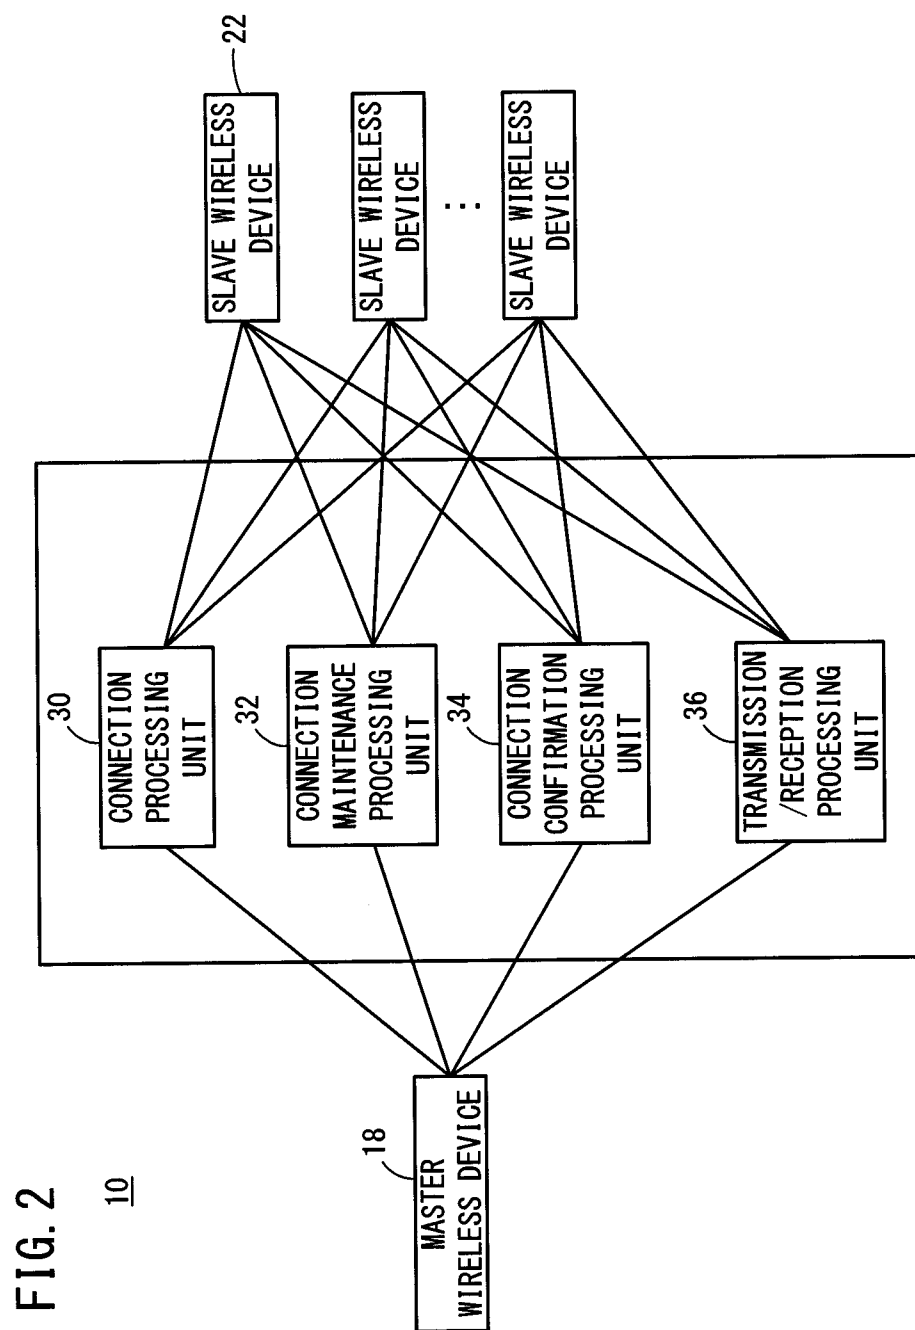 FIG. 2
10
18
MASTER
WIRELESS DEVICE
30
CONNECTION
PROCESSING
UNIT
32
CONNECTION
MAINTENANCE
PROCESSING
UNIT
34
CONNECTION
CONFIRMATION
PROCESSING
UNIT
36
TRANSMISSION
/RECEPTION
PROCESSING
UNIT
22
SLAVE WIRELESS
DEVICE
SLAVE WIRELESS
DEVICE
...
SLAVE WIRELESS
DEVICE